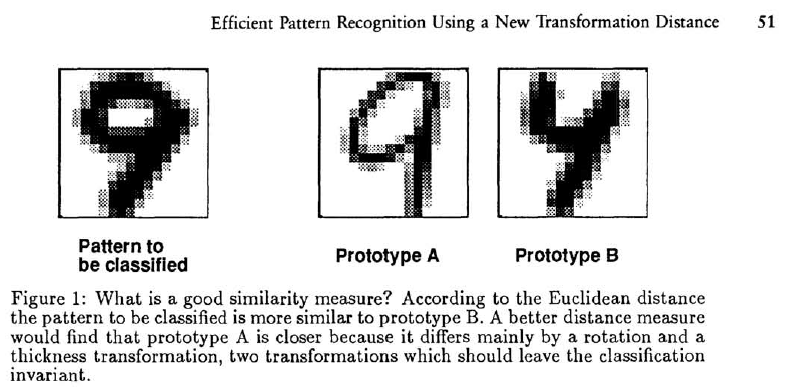 Efficient Pattern Recognition Using a New Transformation Distance 51
Pattern to
be classified
Prototype A
Prototype B
Figure 1: What is a good similarity measure? According to the Euclidean distance
the pattern to be classified is more similar to prototype B. A better distance measure
would find that prototype A is closer because it differs mainly by a rotation and a
thickness transformation, two transformations which should leave the classification
invariant.